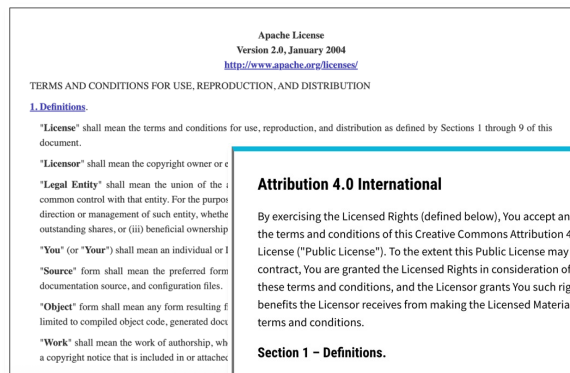 Apache License
Version 2.0, January 2004
http://www.apache.org/licenses/
TERMS AND CONDITIONS FOR USE, REPRODUCTION, AND DISTRIBUTION
1. Definitions.
"License" shall mean the terms and conditions for use, reproduction, and distribution as defined by Sections 1 through 9 of this
document.
"Licensor" shall mean the copyright owner or
"Legal Entity" shall mean the union of the
common control with that entity. For the
direction or management of such entity,
outstanding shares, or (iii) beneficial ownership
"You" (or "Your") shall mean an individual or
"Source" form shall mean the preferred form
documentation source, and configuration files.
"Object" form shall mean any form resulting
limited to compiled object code, generated
"Work" shall mean the work of authorship,
a copyright notice that is included in or
Attribution 4.0 International
By exercising the Licensed Rights (defined below), You accept
the terms and conditions of this Creative Commons Attribution
License ("Public License"). To the extent this Public License may
contract, You are granted the Licensed Rights in consideration of
these terms and conditions, and the Licensor grants You such
benefits the Licensor receives from making the Licensed
terms and conditions.
Section 1 – Definitions.